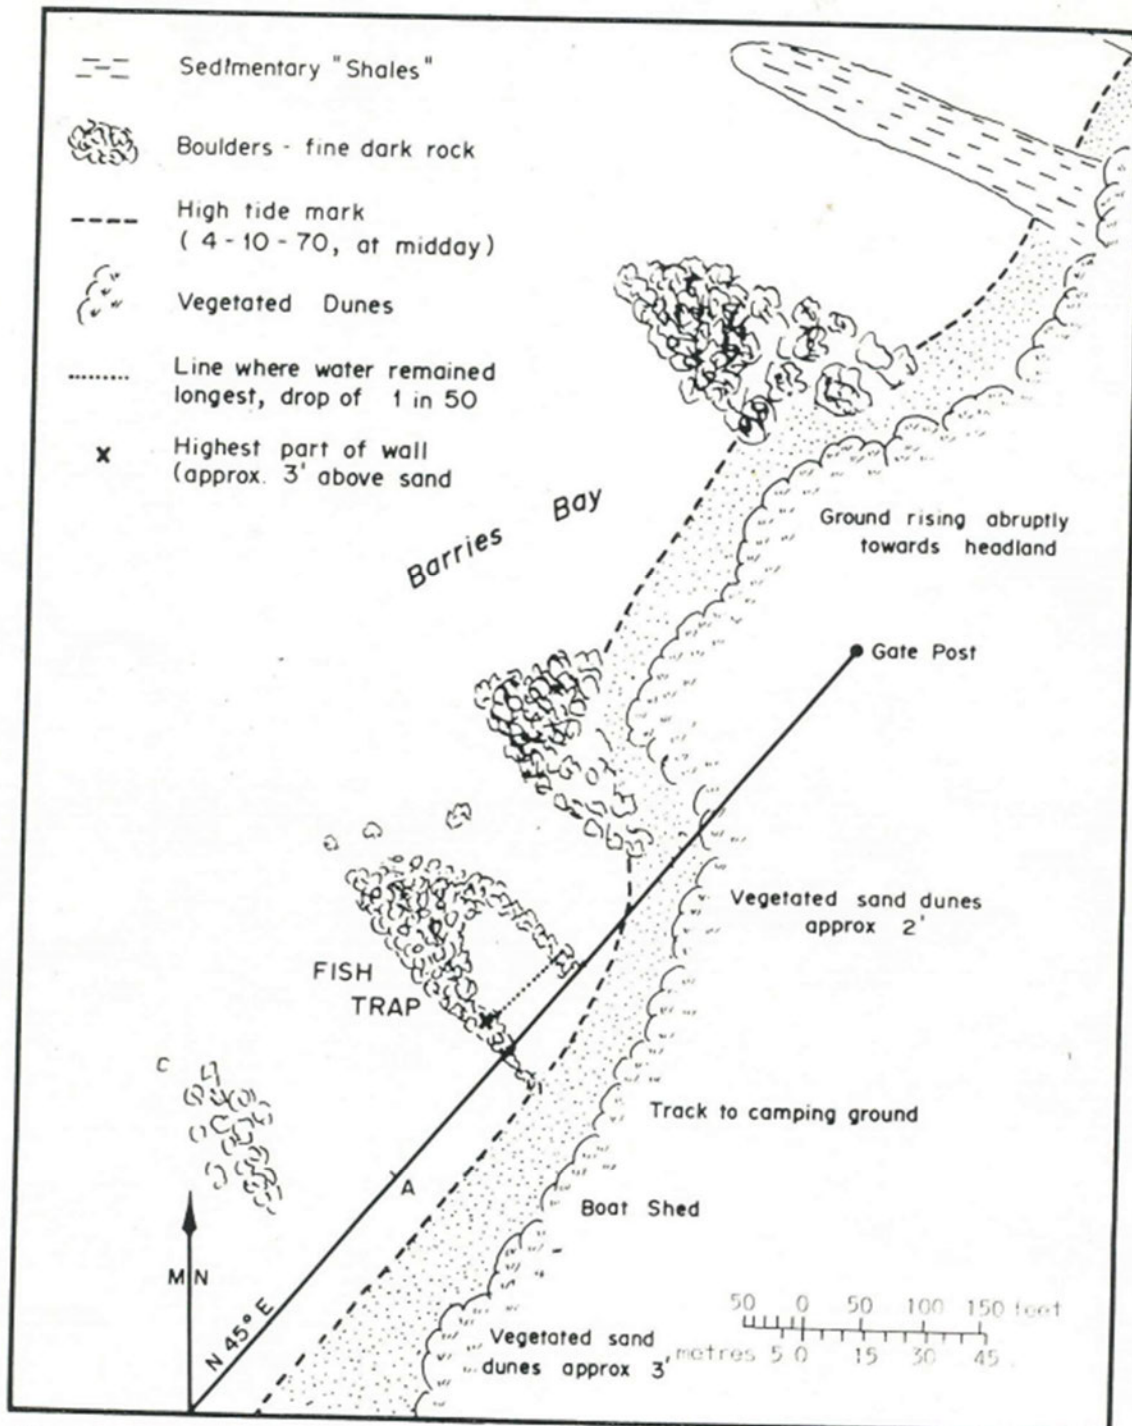 Sedimentary "Shales"
Boulders - fine dark rock
High tide mark
( 4-10-70, at midday)
Vegetated Dunes
Line where water remained
longest, drop of 1 in 50
x
Highest part of wall
(approx. 3' above sand
Barries Bay
Ground rising abruptly
towards headland
Gate Post
Vegetated sand dunes
approx 2'
FISH
TRAP
x
Track to camping ground
A
Boat Shed
M N
N 45° E
50 0 50 100 150 feet
metres 5 0 15 30 45
Vegetated sand
dunes approx 3'